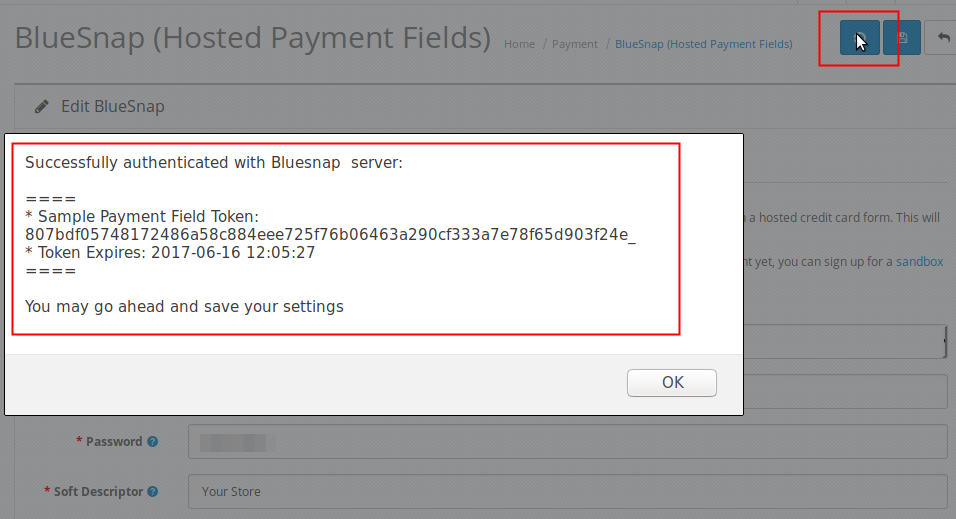 BlueSnap (Hosted Payment Fields) Home / Payment / BlueSnap (Hosted Payment Fields)
Edit BlueSnap
Successfully authenticated with Bluesnap  server:
====
* Sample Payment Field Token:
807bdf05748172486a58c884eee725f76b06463a290cf333a7e78f65d903f24e_
* Token Expires: 2017-06-16 12:05:27
====
You may go ahead and save your settings
OK
a hosted credit card form. This will
nt yet, you can sign up for a sandbox
* Password ?
* Soft Descriptor ? Your Store